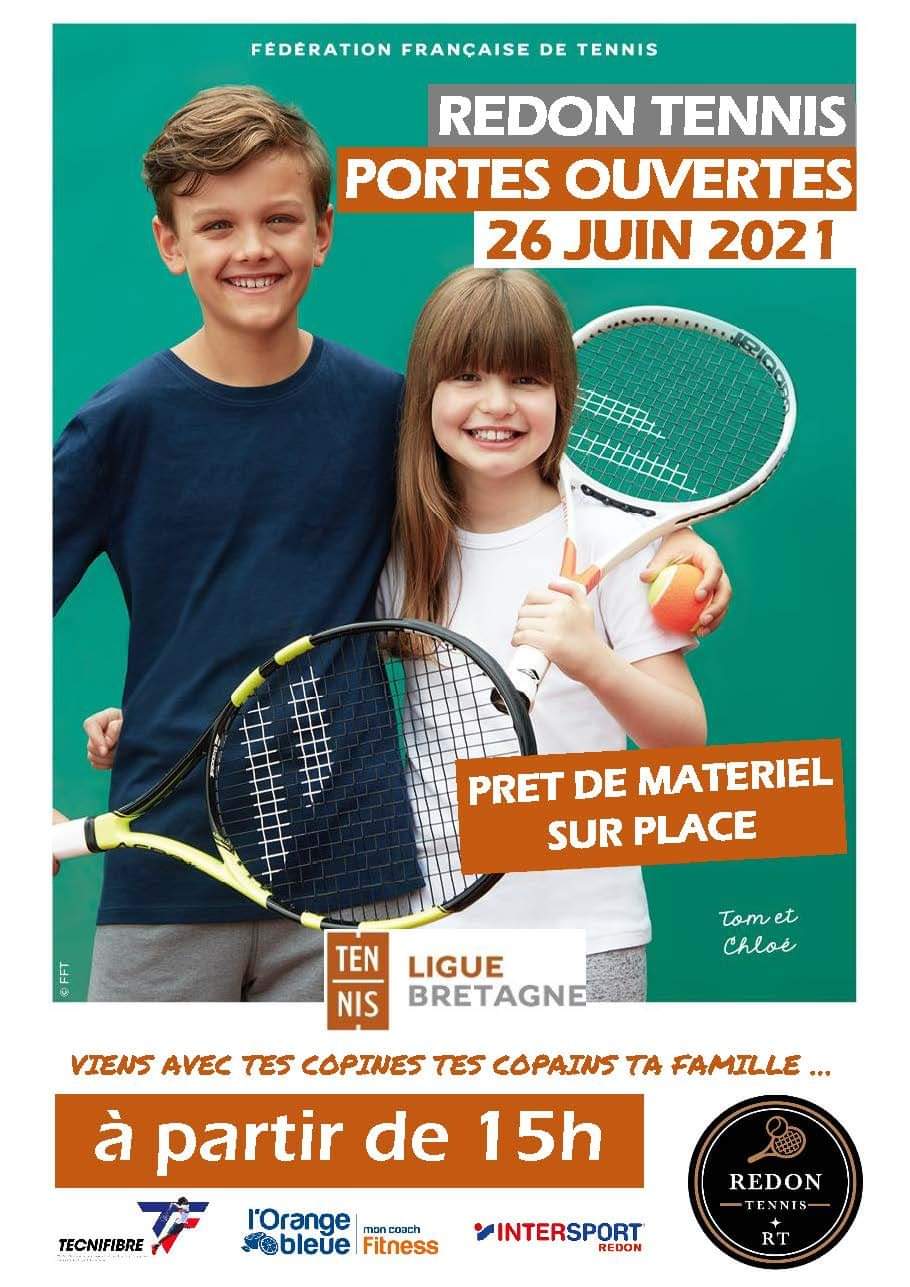 FÉDÉRATION FRANÇAISE DE TENNIS
REDON TENNIS
PORTES OUVERTES
26 JUIN 2021
PRET DE MATERIEL
SUR PLACE
Tom et
Chloé
© FFT
TEN
NIS
LIGUE
BRETAGNE
VIENS AVEC TES COPINES TES COPAINS TA FAMILLE ...
à partir de 15h
REDON
TENNIS
RT
TECNIFIBRE
l'Orange
bleue
mon coach
Fitness
INTERSPORT
REDON